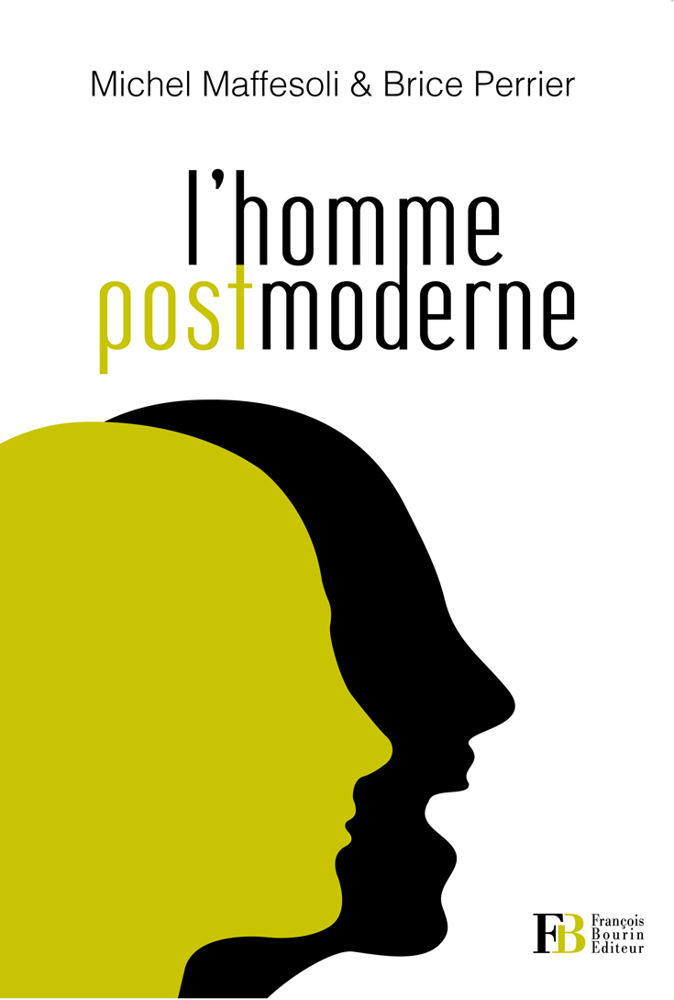 Michel Maffesoli & Brice Perrier
l'homme
postmoderne
FB
François
Bourin
Editeur